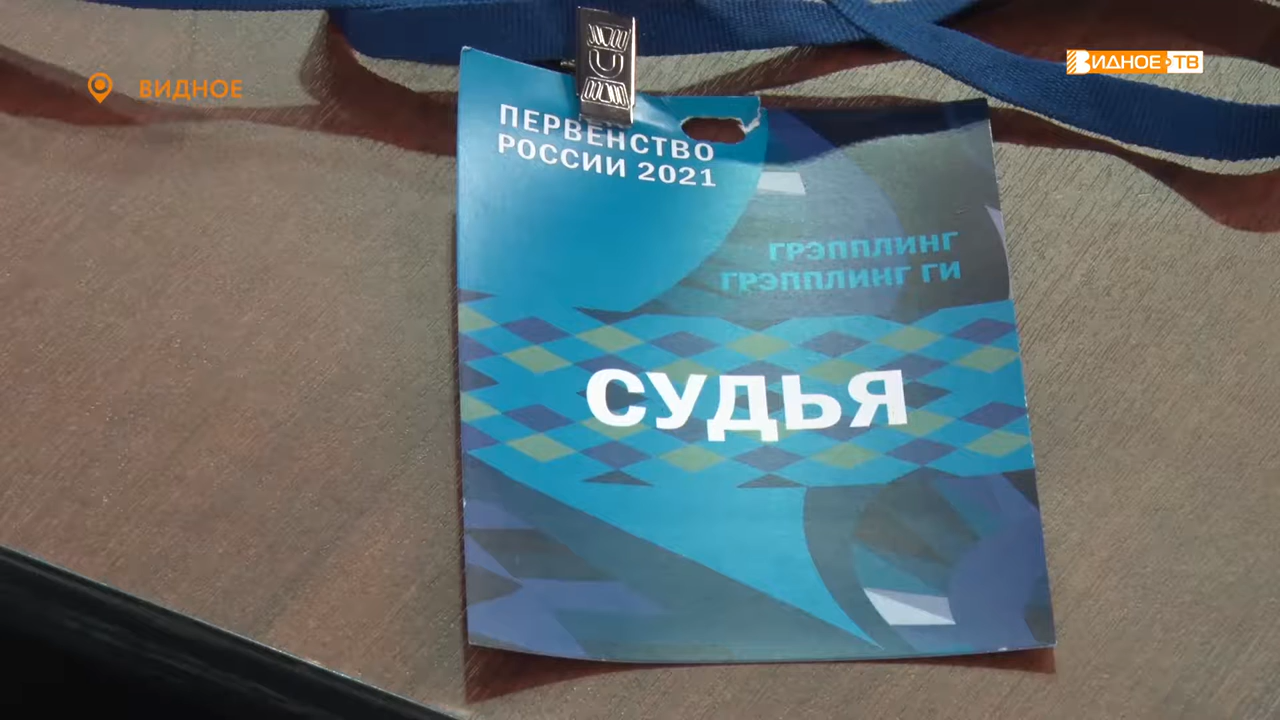 ВИДНОЕ
ВИДНОЕ ТВ
ПЕРВЕНСТВО
РОССИИ 2021
ГРЭППЛИНГ
ГРЭППЛИНГ ГИ
СУДЬЯ